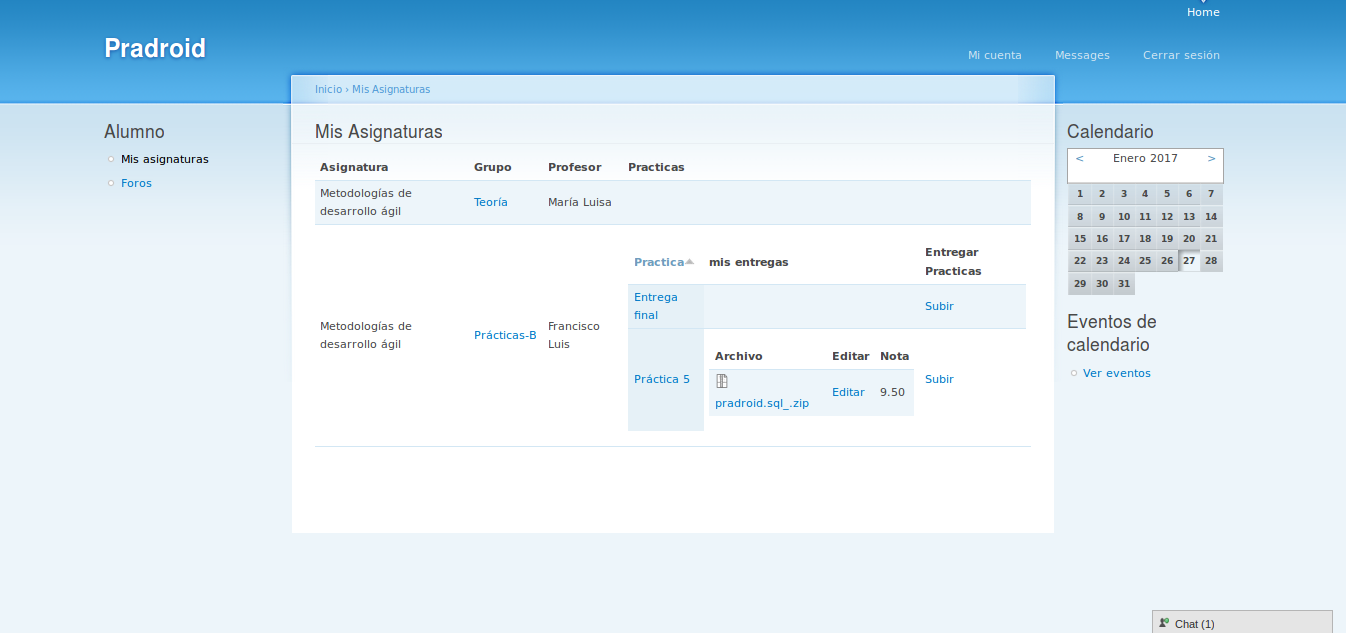 Home
Pradroid
Mi cuenta Messages Cerrar sesión
Inicio › Mis Asignaturas
Alumno
Mis asignaturas
Foros
Mis Asignaturas
Asignatura Grupo Profesor Practicas
Metodologías de
desarrollo ágil
Teoría
María Luisa
Metodologías de
desarrollo ágil
Prácticas-B
Francisco
Luis
Practica
mis entregas
Entregar
Practicas
Entrega
final
Subir
Práctica 5
Archivo Editar Nota
pradroid.sql_.zip
Editar
9.50
Subir
Calendario
< Enero 2017 >
1 2 3 4 5 6 7
8 9 10 11 12 13 14
15 16 17 18 19 20 21
22 23 24 25 26 27 28
29 30 31
Eventos de
calendario
Ver eventos
Chat (1)